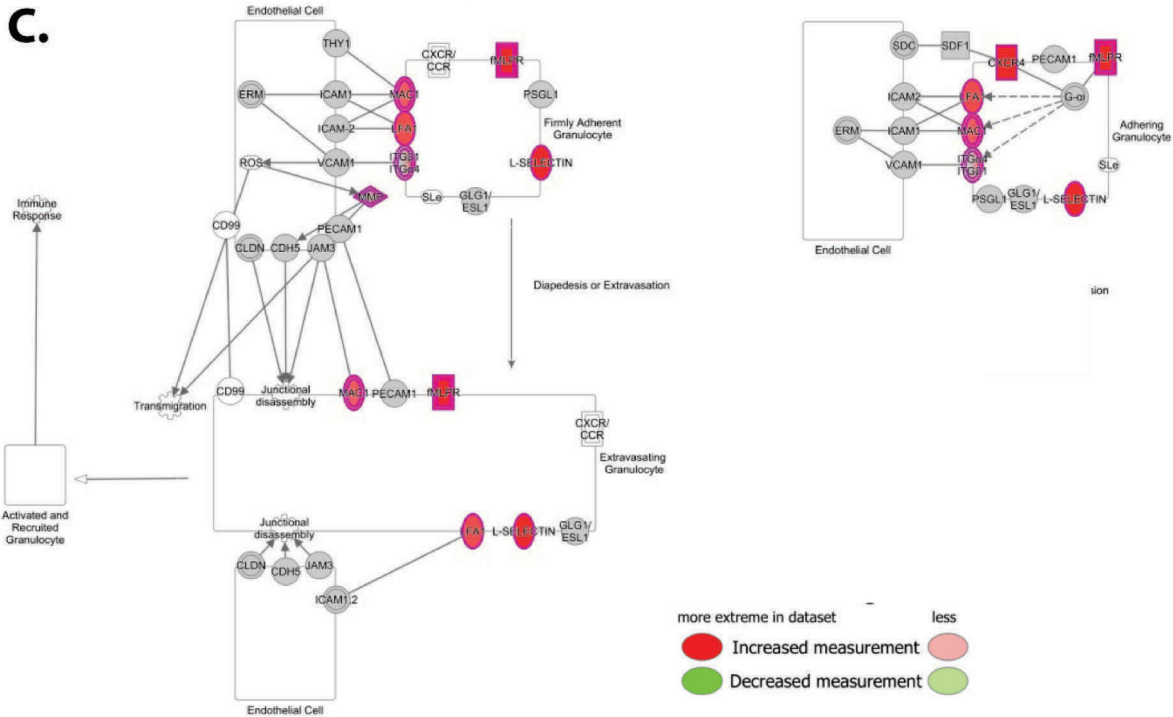 C.
Endothelial Cell
THY1
CXCR/
CCR
fMLPR
ERM
ICAM1
MAC1
PSGL1
Firmly Adherent
Granulocyte
ICAM-2
LFA1
ROS
VCAM1
ITGβ1
ITGα4
L-SELECTIN
MMP
SLe
GLG1/
ESL1
Immune
Response
CD99
PECAM1
CLDN
CDH5
JAM3
Diapedesis or Extravasation
Transmigration
CD99
Junctional
disassembly
MAC1
PECAM1
fMLPR
CXCR/
CCR
Extravasating
Granulocyte
Activated and
Recruited
Granulocyte
Junctional
disassembly
LFA1
L-SELECTIN
GLG1/
ESL1
CLDN
CDH5
JAM3
ICAM1,2
Endothelial Cell
SDC
SDF1
CXCR4
PECAM1
fMLPR
ICAM2
LFA1
G-αi
ERM
ICAM1
MAC1
Adhering
Granulocyte
VCAM1
ITGα4
ITGβ1
SLe
PSGL1
GLG1/
ESL1
L-SELECTIN
Endothelial Cell
sion
more extreme in dataset
less
Increased measurement
Decreased measurement